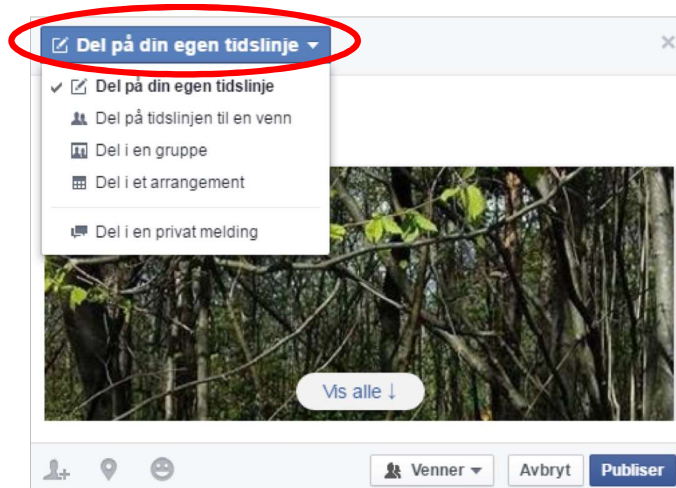 Del på din egen tidslinje
Del på din egen tidslinje
Del på tidslinjen til en venn
Del i en gruppe
Del i et arrangement
Del i en privat melding
Vis alle ↓
Venner Avbryt Publiser